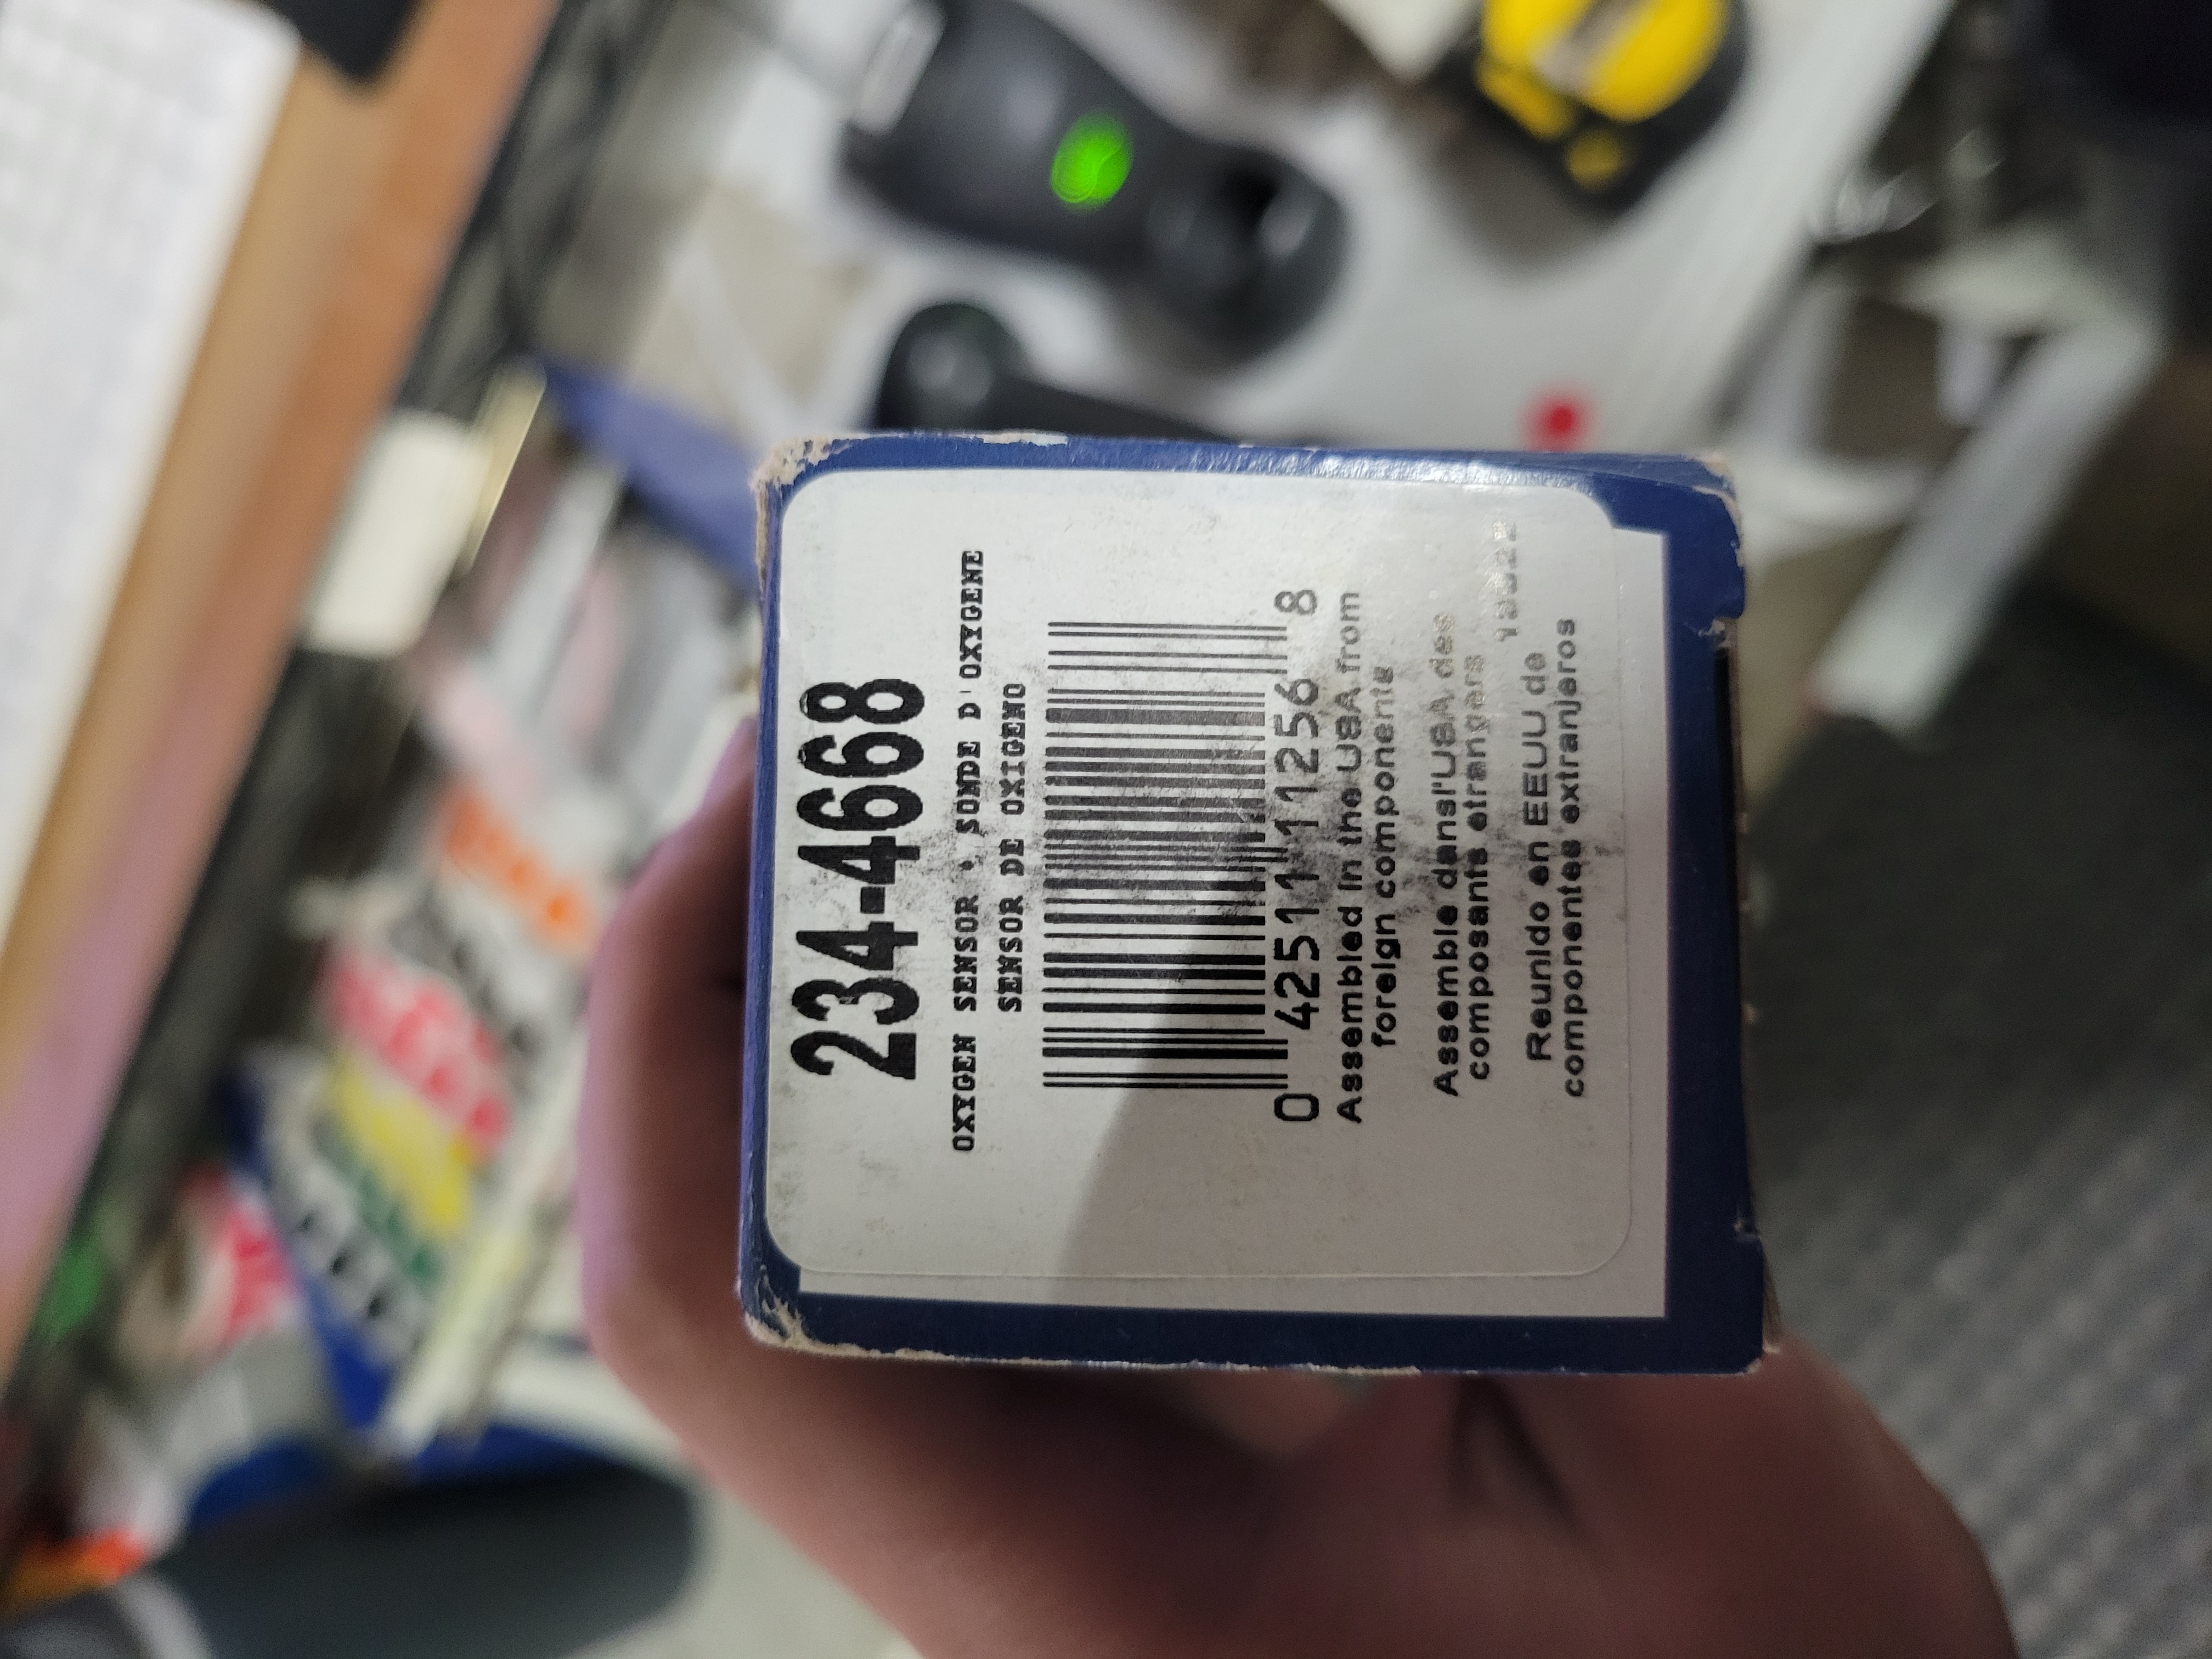 234-4668
OXYGEN SENSOR • SONDE D'OXYGENE
SENSOR DE OXIGENO
0 42511 11256 8
Assembled in the USA from
foreign components
Assemble dansl'USA des
composants etrangers
Reunido en EEUU de
componentes extranjeros